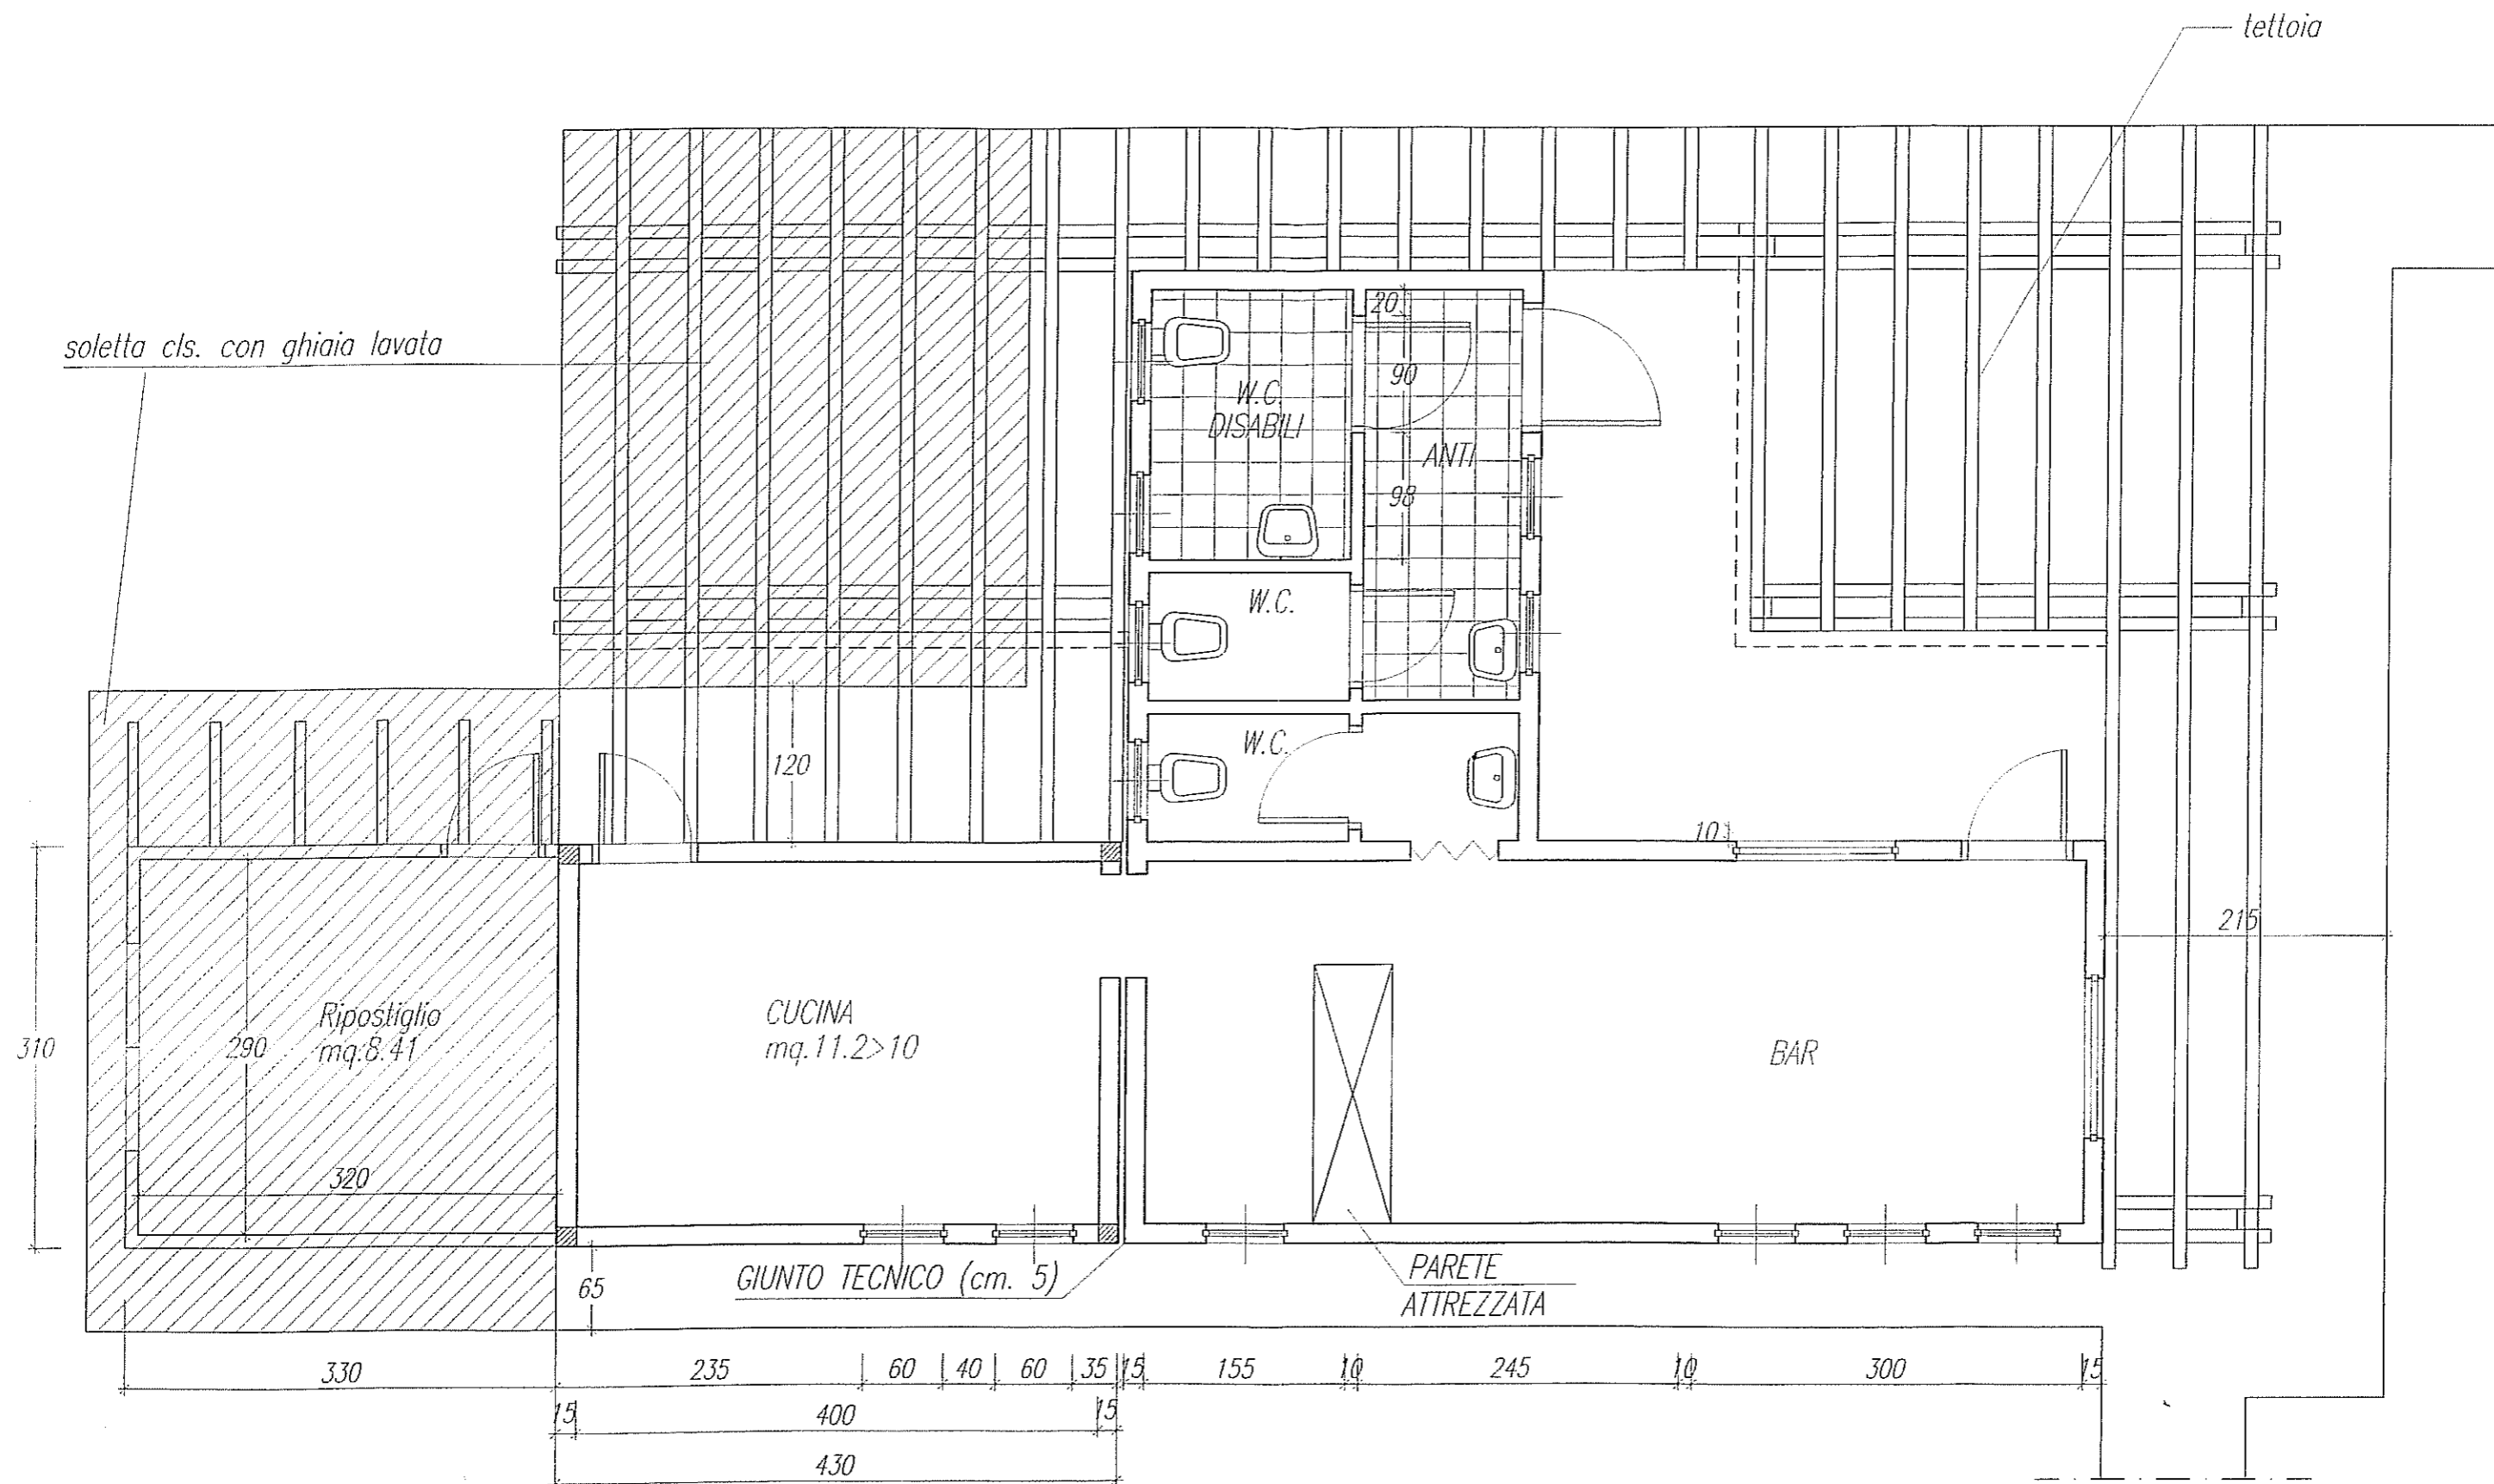 tettoia
soletta cls. con ghiaia lavata
20
90
W.C.
DISABILI
ANTI
98
W.C.
W.C.
120
10
215
Ripostiglio
mq.8.41
290
310
320
CUCINA
mq.11.2>10
BAR
GIUNTO TECNICO (cm. 5)
65
PARETE
ATTREZZATA
330
235
60
40
60
35
15
155
10
245
10
300
15
15
400
15
430